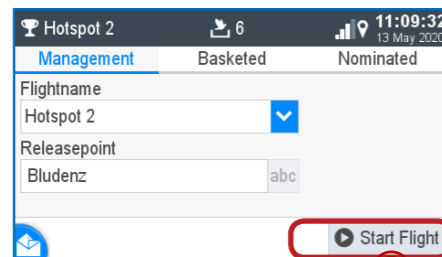 Hotspot 2 6 11:09:32
13 May 2020
Management Basketed Nominated
Flightname
Hotspot 2
Releasepoint
Bludenz abc
Start Flight